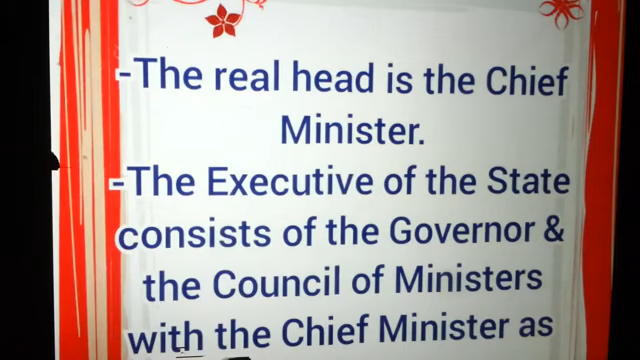 -The real head is the Chief
Minister.
-The Executive of the State
consists of the Governor &
the Council of Ministers
with the Chief Minister as